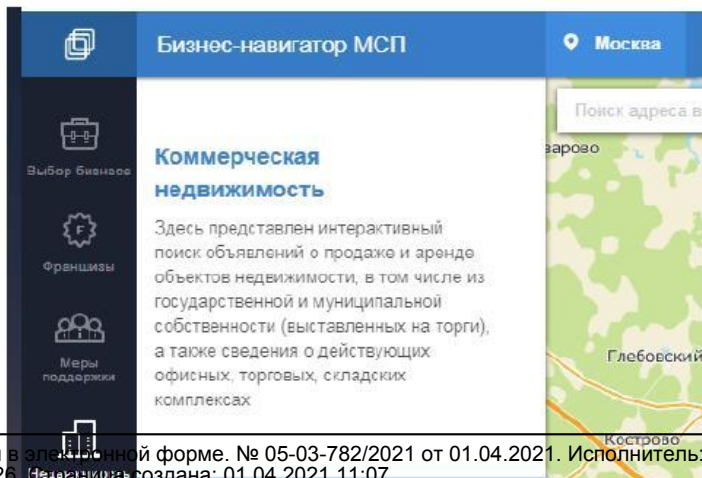 Бизнес-навигатор МСП
Москва
Поиск адреса в
варово
Выбор бизнеса
Франшизы
Меры
поддержки
Недвижимость
Коммерческая
недвижимость
Здесь представлен интерактивный
поиск объявлений о продаже и аренде
объектов недвижимости, в том числе из
государственной и муниципальной
собственности (выставленных на торги),
а также сведения о действующих
офисных, торговых, складских
комплексах
Глебовский
Кострово
в электронной форме. № 05-03-782/2021 от 01.04.2021. Исполнитель:
26. создана: 01.04.2021 11:07